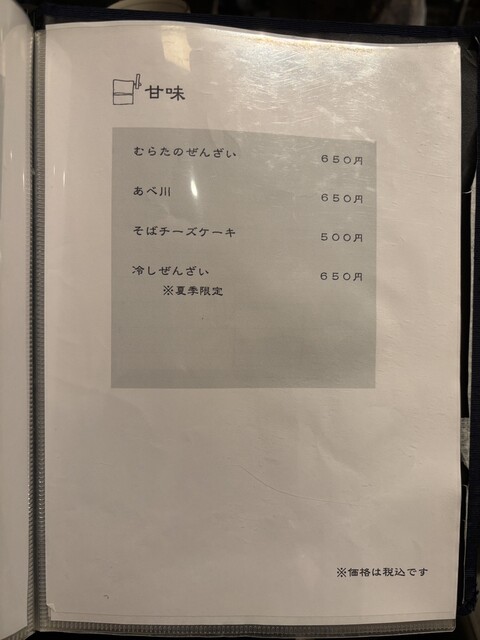 甘味
むらたのぜんざい ６５０円
あべ川 ６５０円
そばチーズケーキ ５００円
冷しぜんざい ６５０円
※夏季限定
※価格は税込です